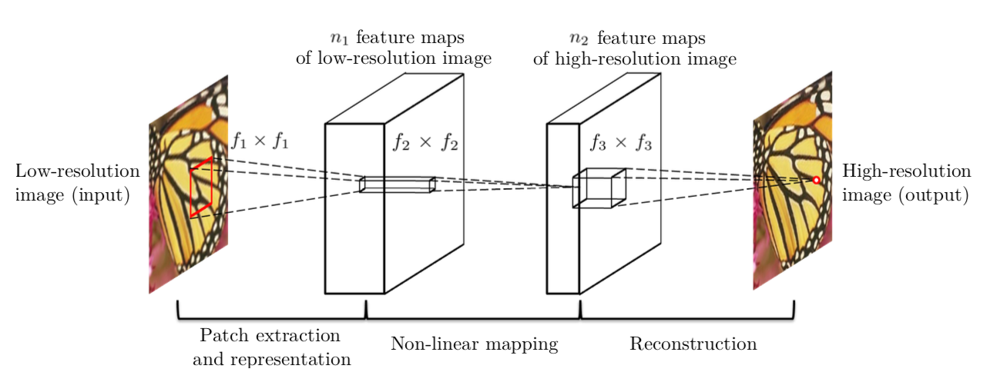 n₁ feature maps
of low-resolution image
n₂ feature maps
of high-resolution image
f₁ × f₁
f₂ × f₂
f₃ × f₃
Low-resolution
image (input)
High-resolution
image (output)
Patch extraction
and representation
Non-linear mapping
Reconstruction